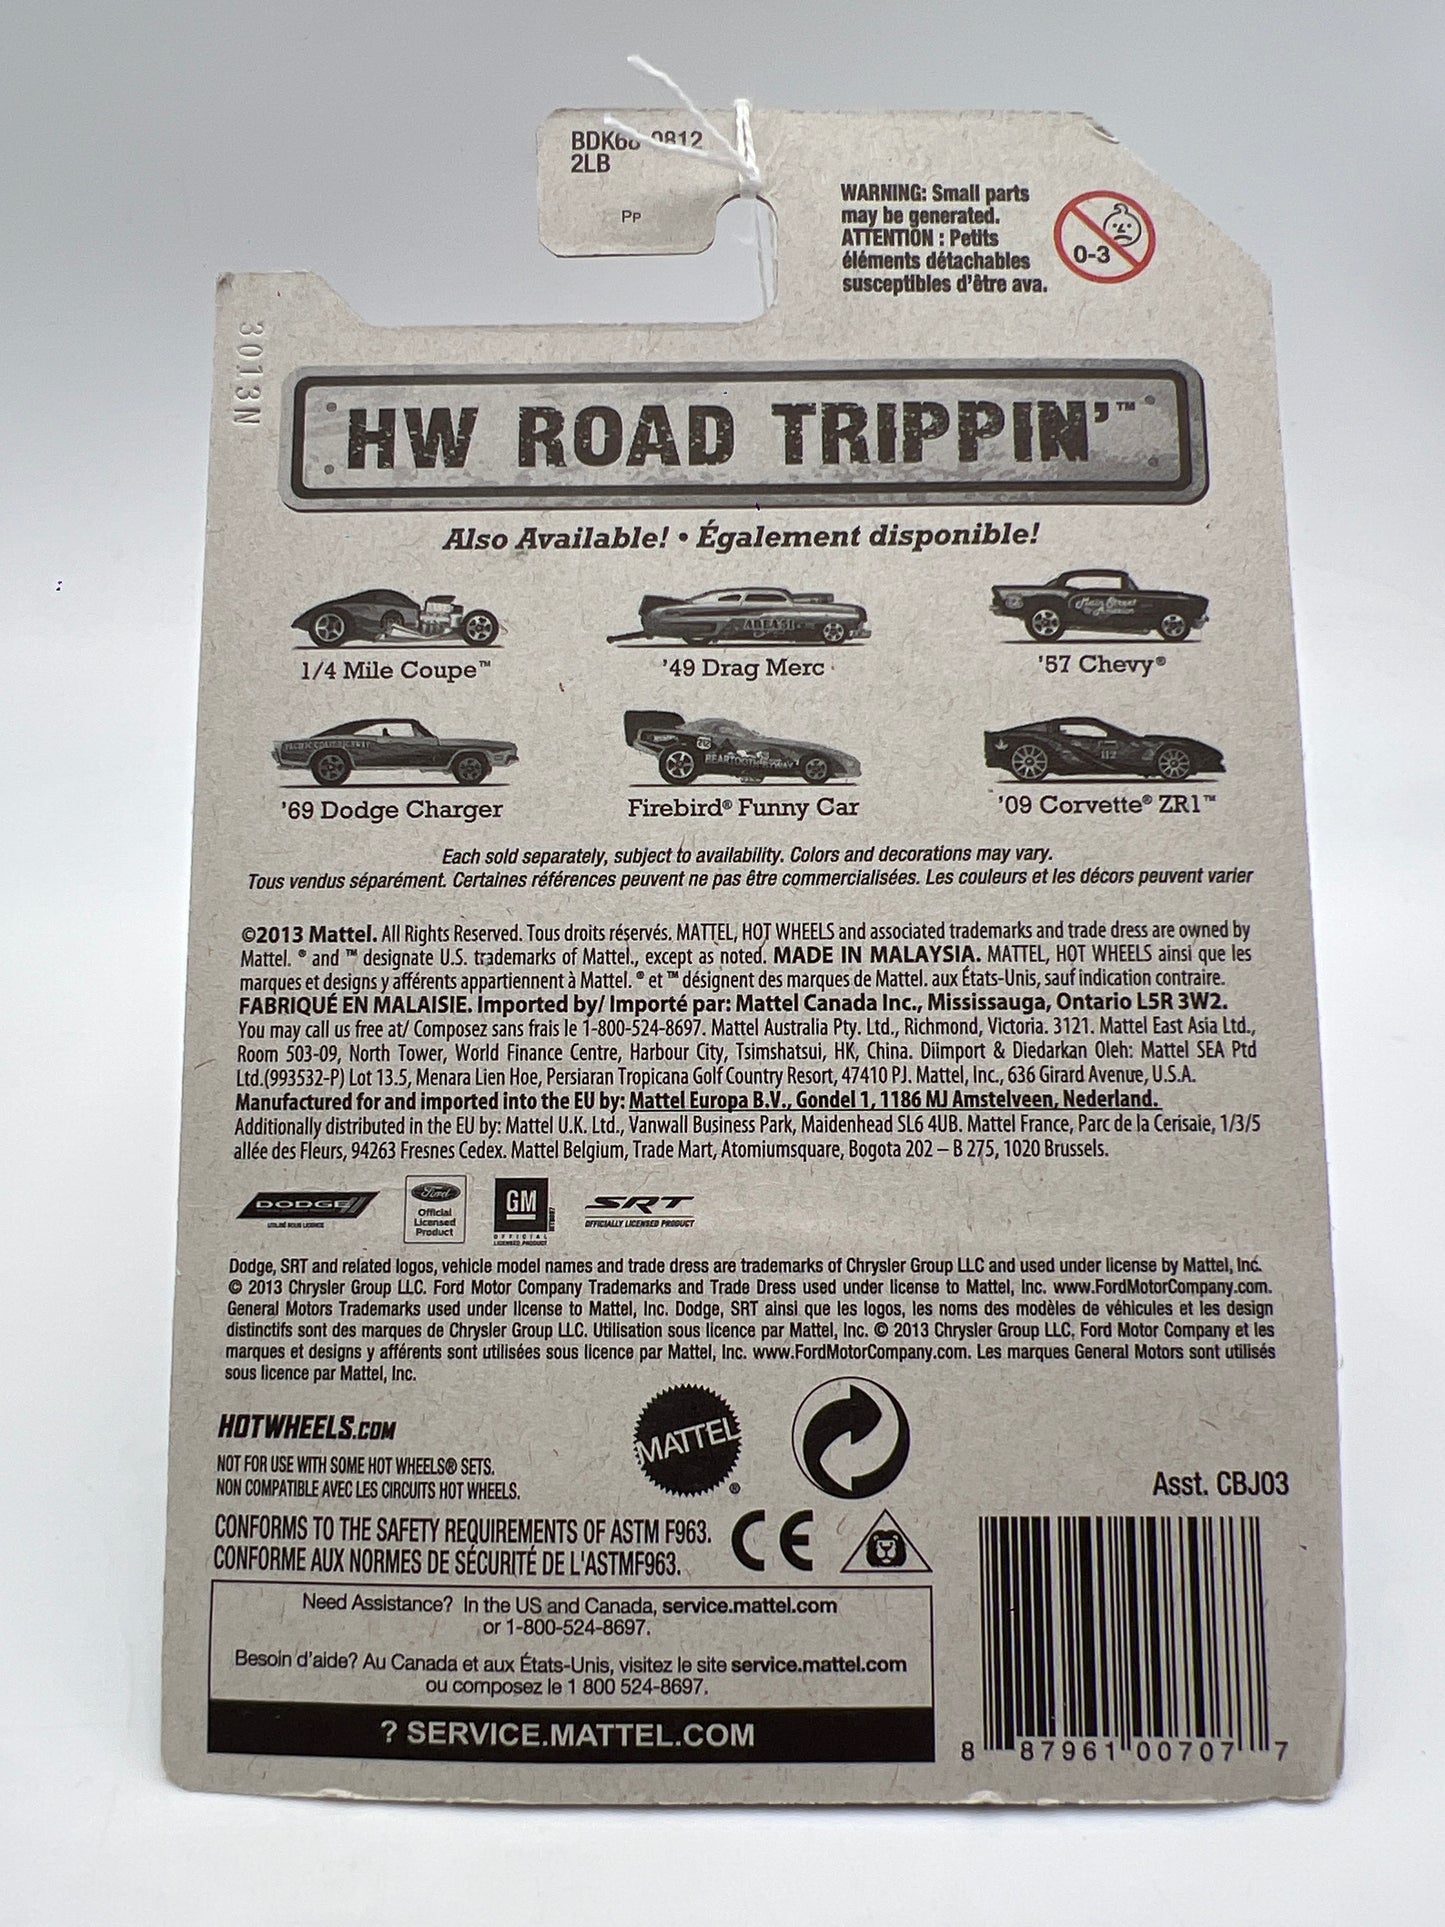 0812
2LB
PP
WARNING: Small parts
may be generated.
ATTENTION : Petits
éléments détachables
susceptibles d'être ava.
0-3
3013N
HW ROAD TRIPPIN'™
Also Available! • Également disponible!
AREA 51
Main Street
1/4 Mile Coupe™
'49 Drag Merc
'57 Chevy®
PACIFIC COAST HIGHWAY
BEARTOOTH HIGHWAY
112
'69 Dodge Charger
Firebird® Funny Car
'09 Corvette® ZR1™
Each sold separately, subject to availability. Colors and decorations may vary.
Tous vendus séparément. Certaines références peuvent ne pas être commercialisées. Les couleurs et les décors peuvent varier
©2013 Mattel. All Rights Reserved. Tous droits réservés. MATTEL, HOT WHEELS and associated trademarks and trade dress are owned by
Mattel. ® and ™ designate U.S. trademarks of Mattel., except as noted. MADE IN MALAYSIA. MATTEL, HOT WHEELS ainsi que les
marques et designs y afférents appartiennent à Mattel. ® et ™ désignent des marques de Mattel. aux États-Unis, sauf indication contraire.
FABRIQUÉ EN MALAISIE. Imported by/ Importé par: Mattel Canada Inc., Mississauga, Ontario L5R 3W2.
You may call us free at/ Composez sans frais le 1-800-524-8697. Mattel Australia Pty. Ltd., Richmond, Victoria. 3121. Mattel East Asia Ltd.,
Room 503-09, North Tower, World Finance Centre, Harbour City, Tsimshatsui, HK, China. Diimport & Diedarkan Oleh: Mattel SEA Ptd
Ltd.(993532-P) Lot 13.5, Menara Lien Hoe, Persiaran Tropicana Golf Country Resort, 47410 PJ. Mattel, Inc., 636 Girard Avenue, U.S.A.
Manufactured for and imported into the EU by: Mattel Europa B.V., Gondel 1, 1186 MJ Amstelveen, Nederland.
Additionally distributed in the EU by: Mattel U.K. Ltd., Vanwall Business Park, Maidenhead SL6 4UB. Mattel France, Parc de la Cerisaie, 1/3/5
allée des Fleurs, 94263 Fresnes Cedex. Mattel Belgium, Trade Mart, Atomiumsquare, Bogota 202 – B 275, 1020 Brussels.
DODGE
UTILISÉ SOUS LICENCE
Ford
Official
Licensed
Product
GM
OFFICIAL
LICENSED PRODUCT
SRT
OFFICIALLY LICENSED PRODUCT
Dodge, SRT and related logos, vehicle model names and trade dress are trademarks of Chrysler Group LLC and used under license by Mattel, Inc.
© 2013 Chrysler Group LLC. Ford Motor Company Trademarks and Trade Dress used under license to Mattel, Inc. www.FordMotorCompany.com.
General Motors Trademarks used under license to Mattel, Inc. Dodge, SRT ainsi que les logos, les noms des modèles de véhicules et les design
distinctifs sont des marques de Chrysler Group LLC. Utilisation sous licence par Mattel, Inc. © 2013 Chrysler Group LLC, Ford Motor Company et les
marques et designs y afférents sont utilisées sous licence par Mattel, Inc. www.FordMotorCompany.com. Les marques General Motors sont utilisés
sous licence par Mattel, Inc.
HOTWHEELS.COM
NOT FOR USE WITH SOME HOT WHEELS® SETS.
NON COMPATIBLE AVEC LES CIRCUITS HOT WHEELS.
MATTEL®
Asst. CBJ03
CONFORMS TO THE SAFETY REQUIREMENTS OF ASTM F963.
CONFORME AUX NORMES DE SÉCURITÉ DE L'ASTMF963.
CE
Need Assistance? In the US and Canada, service.mattel.com
or 1-800-524-8697.
Besoin d'aide? Au Canada et aux États-Unis, visitez le site service.mattel.com
ou composez le 1 800 524-8697.
? SERVICE.MATTEL.COM
8 87961 00707 7